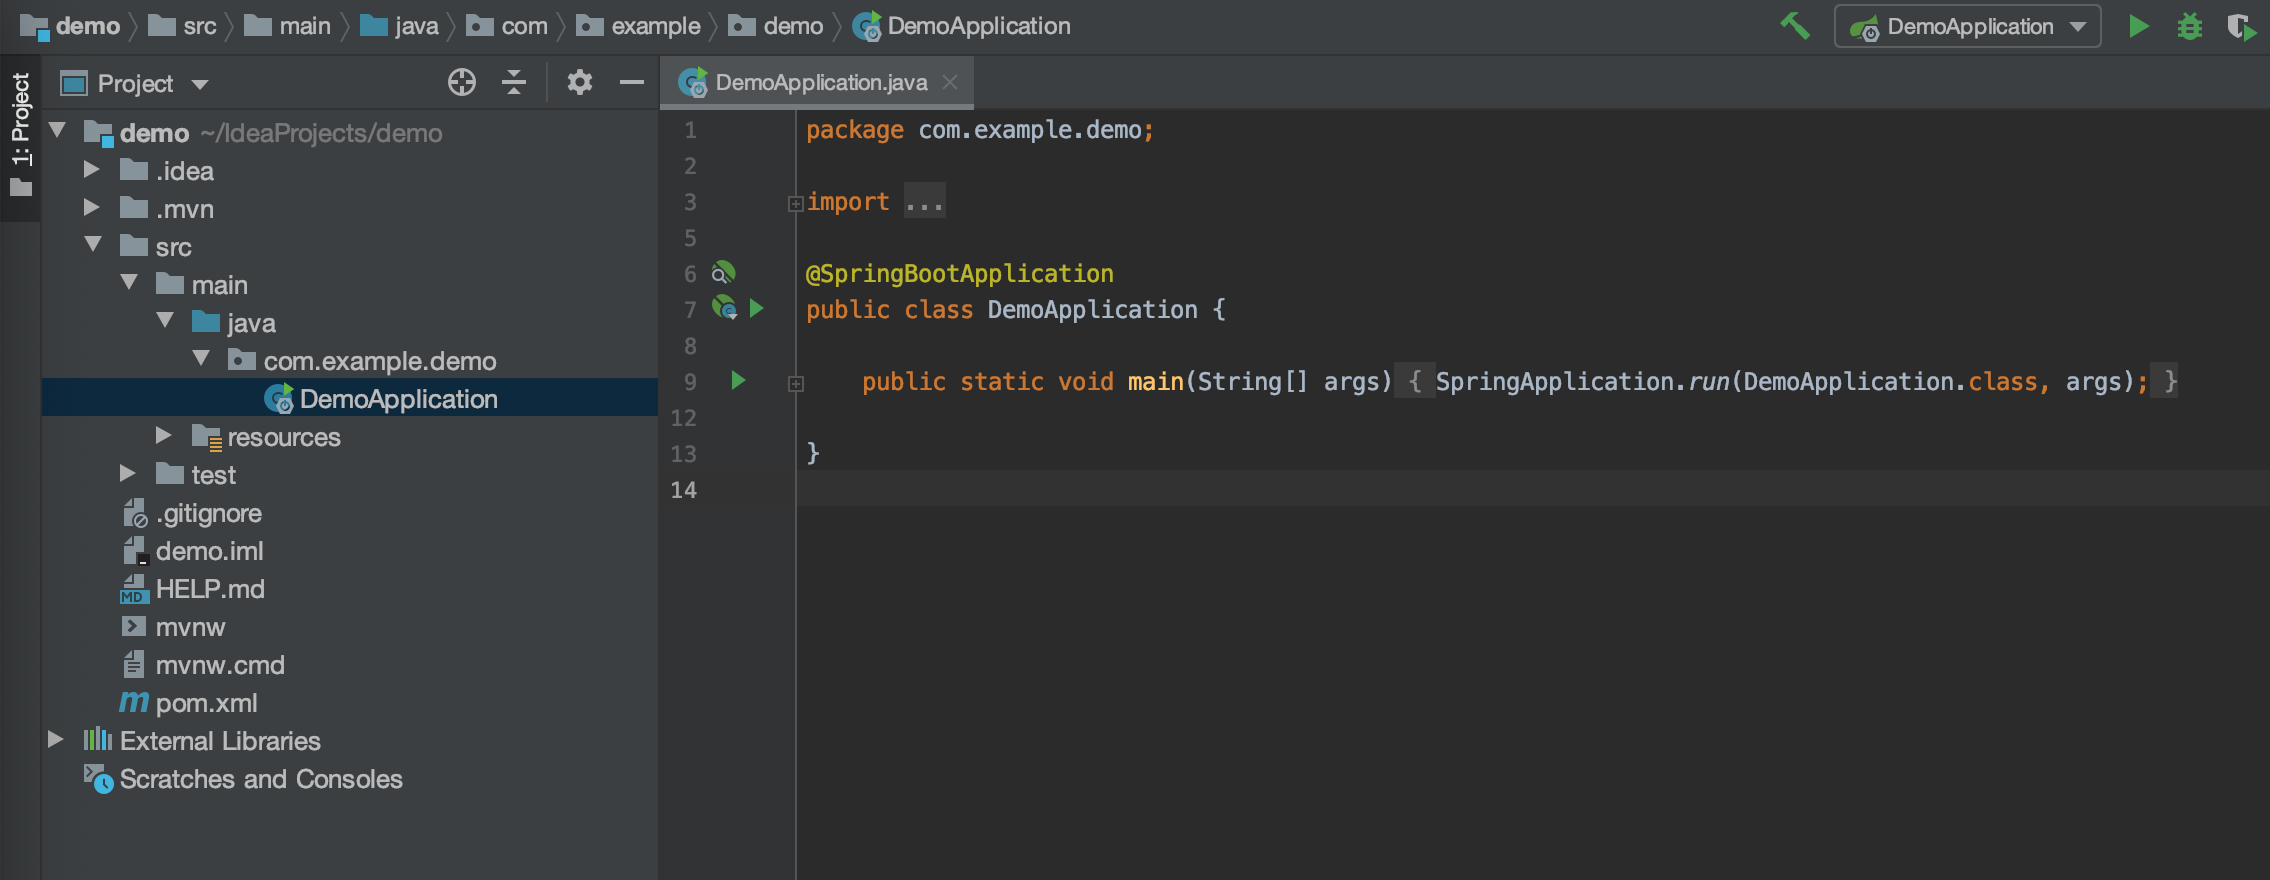 demo src main java com example demo DemoApplication
DemoApplication
1: Project
Project
demo ~/IdeaProjects/demo
.idea
.mvn
src
main
java
com.example.demo
DemoApplication
resources
test
.gitignore
demo.iml
MD HELP.md
mvnw
mvnw.cmd
m pom.xml
External Libraries
Scratches and Consoles
DemoApplication.java
1 package com.example.demo;
2
3 import ...
5
6 @SpringBootApplication
7 public class DemoApplication {
8
9 public static void main(String[] args) { SpringApplication.run(DemoApplication.class, args); }
12
13 }
14